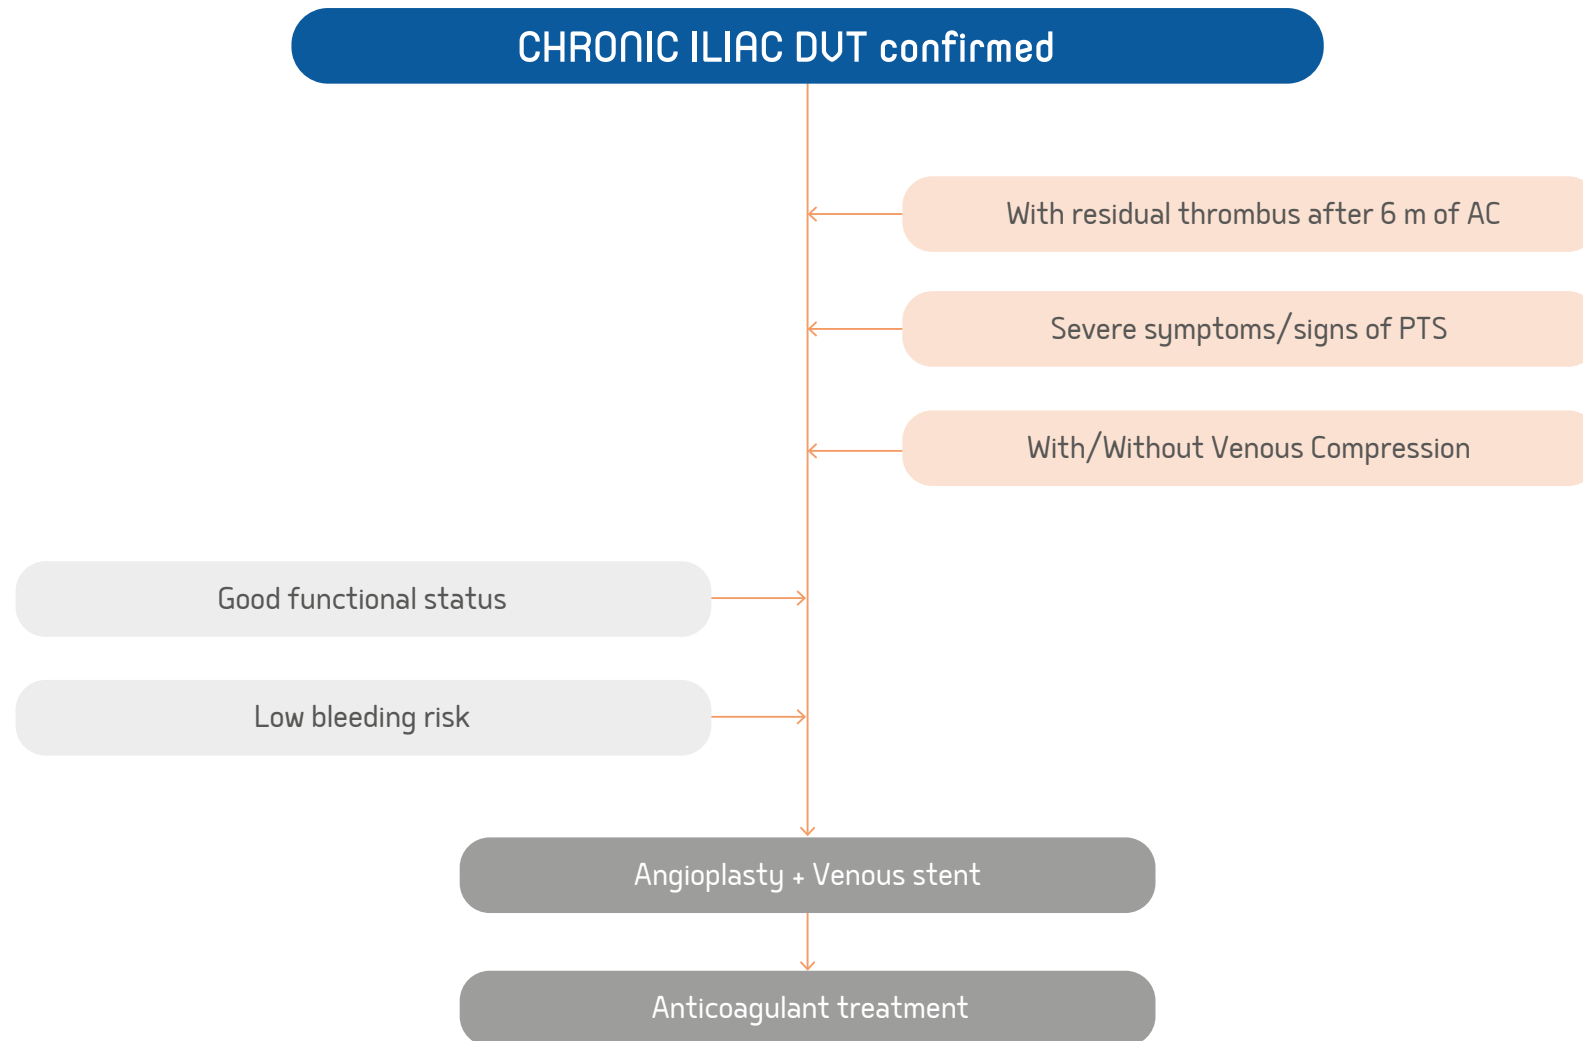 CHRONIC ILIAC DVT confirmed
With residual thrombus after 6 m of AC
Severe symptoms/signs of PTS
With/Without Venous Compression
Good functional status
Low bleeding risk
Angioplasty + Venous stent
Anticoagulant treatment